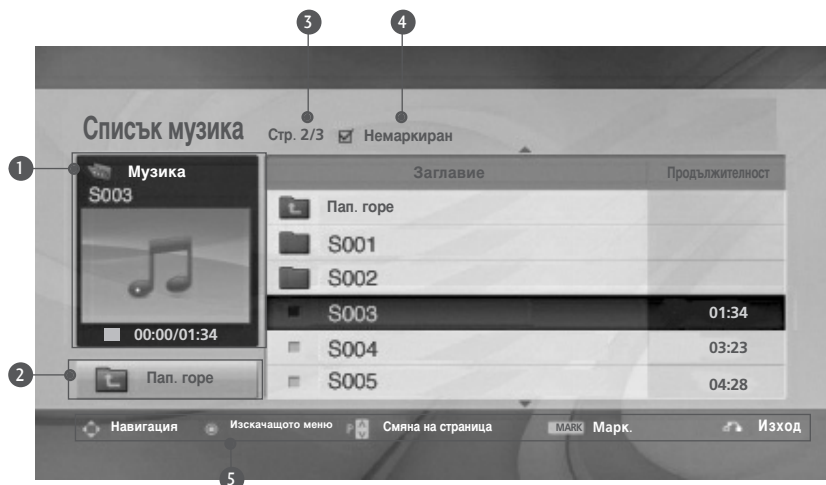 3 4
Списък музика Стр. 2/3 Немаркиран
1 Музика Заглавие Продължителност
S003
Пап. горе
S001
S002
S003 01:34
00:00/01:34
S004 03:23
2 Пап. горе
S005 04:28
Навигация Изскачащото меню P Смяна на страница MARK Марк. Изход
5